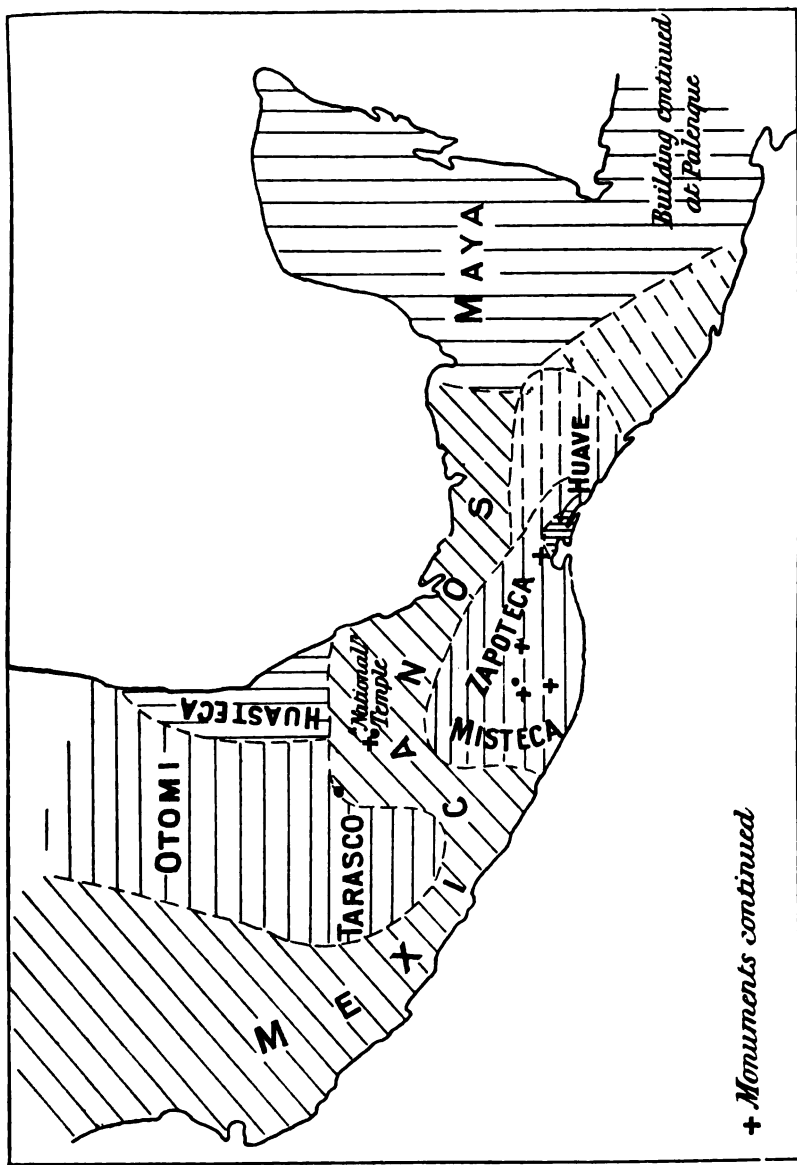 MEXICANOS
OTOMI
HUASTECA
TARASCO
National
Temple
MISTECA
ZAPOTECA
HUAVE
MAYA
Building continued
at Palenque
+ Monuments continued